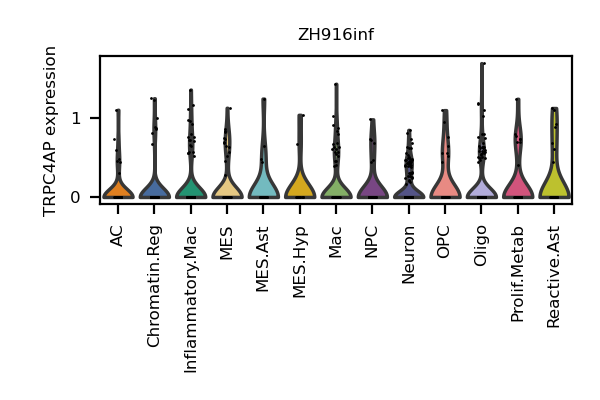 ZH916inf
TRPC4AP expression
1
0
AC
Chromatin.Reg
Inflammatory.Mac
MES
MES.Ast
MES.Hyp
Mac
NPC
Neuron
OPC
Oligo
Prolif.Metab
Reactive.Ast